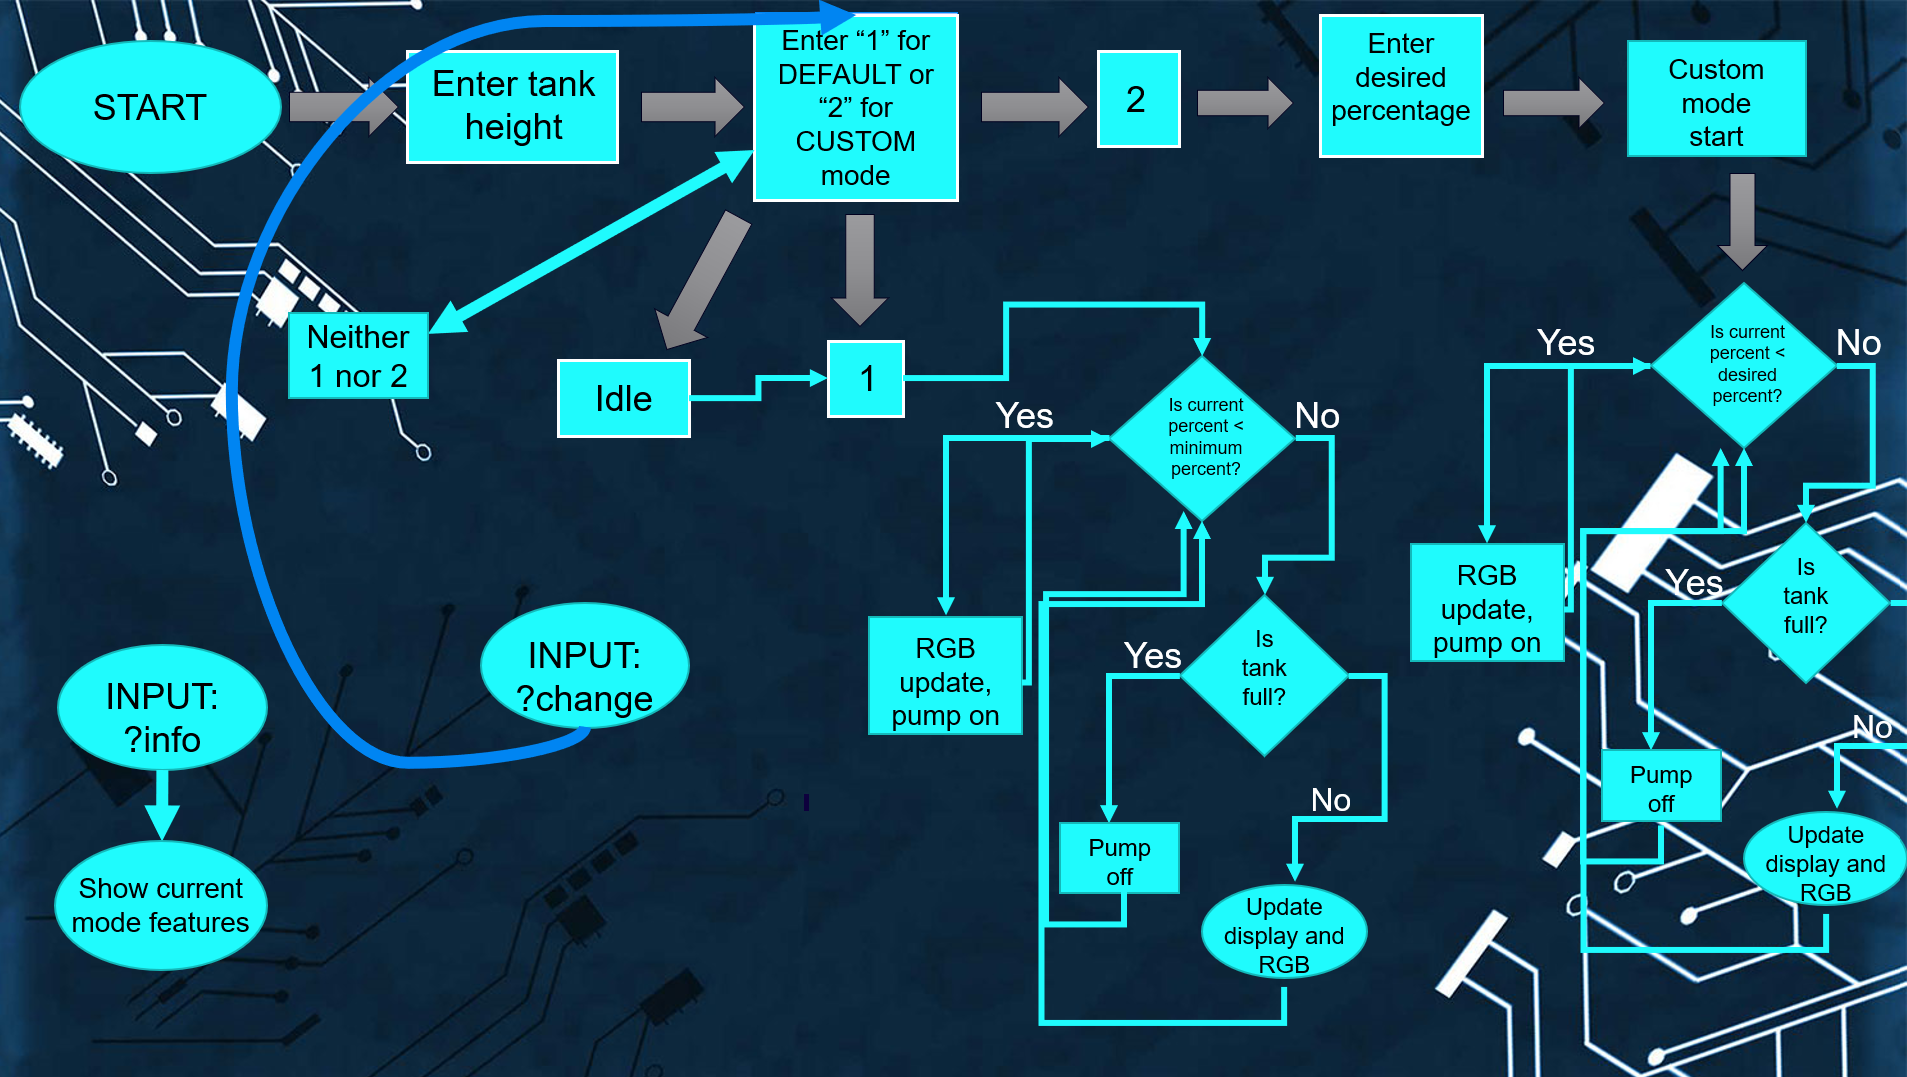 START
Enter tank
height
Enter “1” for
DEFAULT or
“2” for
CUSTOM
mode
2
Enter
desired
percentage
Custom
mode
start
Neither
1 nor 2
Idle
1
Yes
Is current
percent <
minimum
percent?
No
RGB
update,
pump on
Yes
Is
tank
full?
No
Pump
off
Update
display and
RGB
Yes
Is current
percent <
desired
percent?
No
RGB
update,
pump on
Yes
Is
tank
full?
No
Pump
off
Update
display and
RGB
INPUT:
?info
Show current
mode features
INPUT:
?change